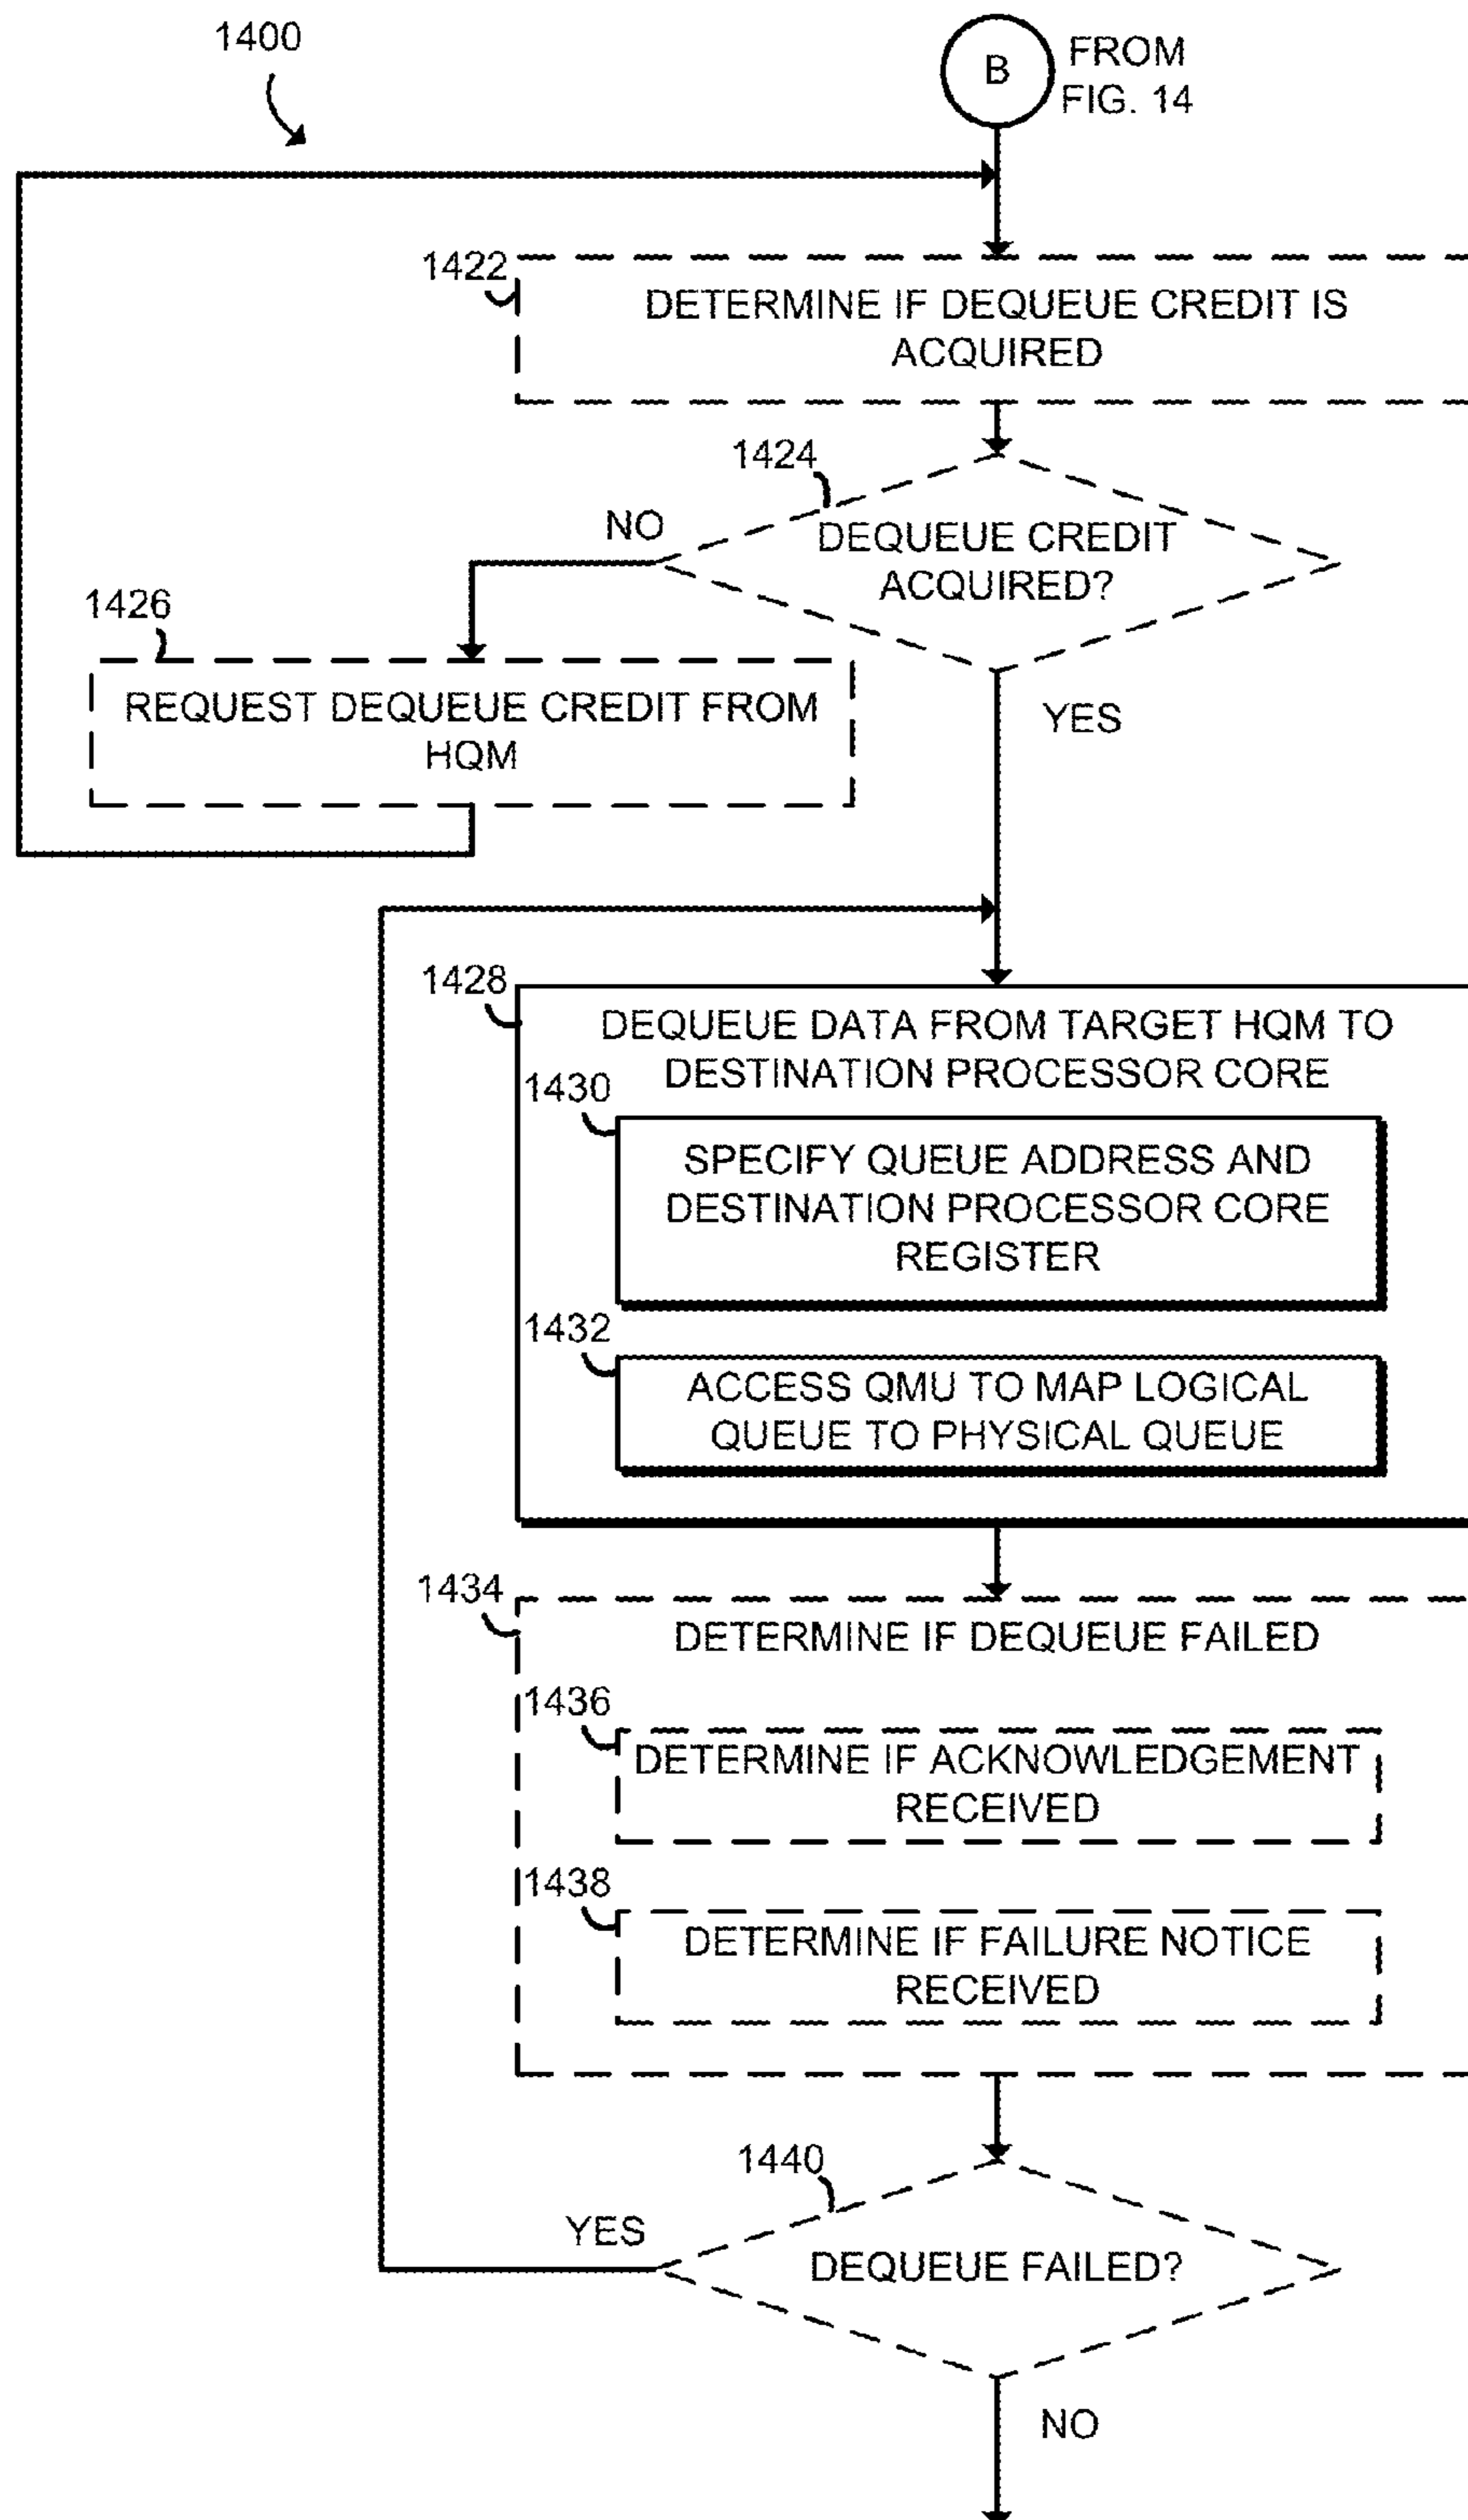 1400
B
FROM
FIG. 14
1422
DETERMINE IF DEQUEUE CREDIT IS
ACQUIRED
1424
NO
DEQUEUE CREDIT
ACQUIRED?
1426
REQUEST DEQUEUE CREDIT FROM
HQM
YES
1428
DEQUEUE DATA FROM TARGET HQM TO
DESTINATION PROCESSOR CORE
1430
SPECIFY QUEUE ADDRESS AND
DESTINATION PROCESSOR CORE
REGISTER
1432
ACCESS QMU TO MAP LOGICAL
QUEUE TO PHYSICAL QUEUE
1434
DETERMINE IF DEQUEUE FAILED
1436
DETERMINE IF ACKNOWLEDGEMENT
RECEIVED
1438
DETERMINE IF FAILURE NOTICE
RECEIVED
1440
YES
DEQUEUE FAILED?
NO